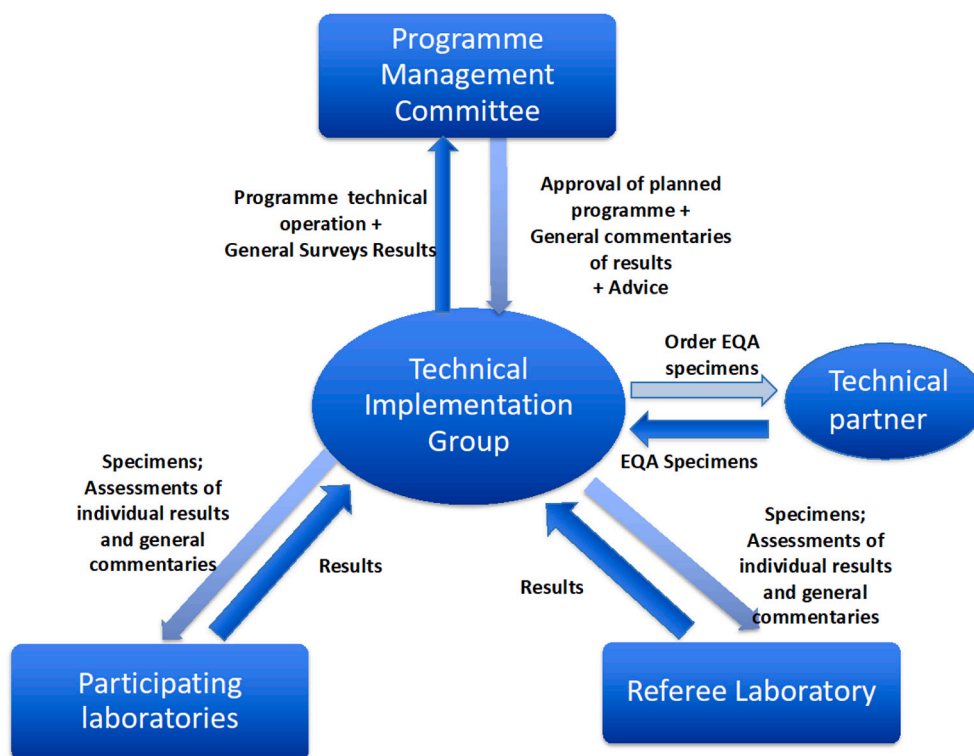 Programme
Management
Committee
Programme technical
operation +
General Surveys Results
Approval of planned
programme +
General commentaries
of results
+ Advice
Technical
Implementation
Group
Order EQA
specimens
Technical
partner
EQA Specimens
Specimens;
Assessments of
individual results
and general
commentaries
Results
Results
Specimens;
Assessments of
individual results
and general
commentaries
Participating
laboratories
Referee Laboratory